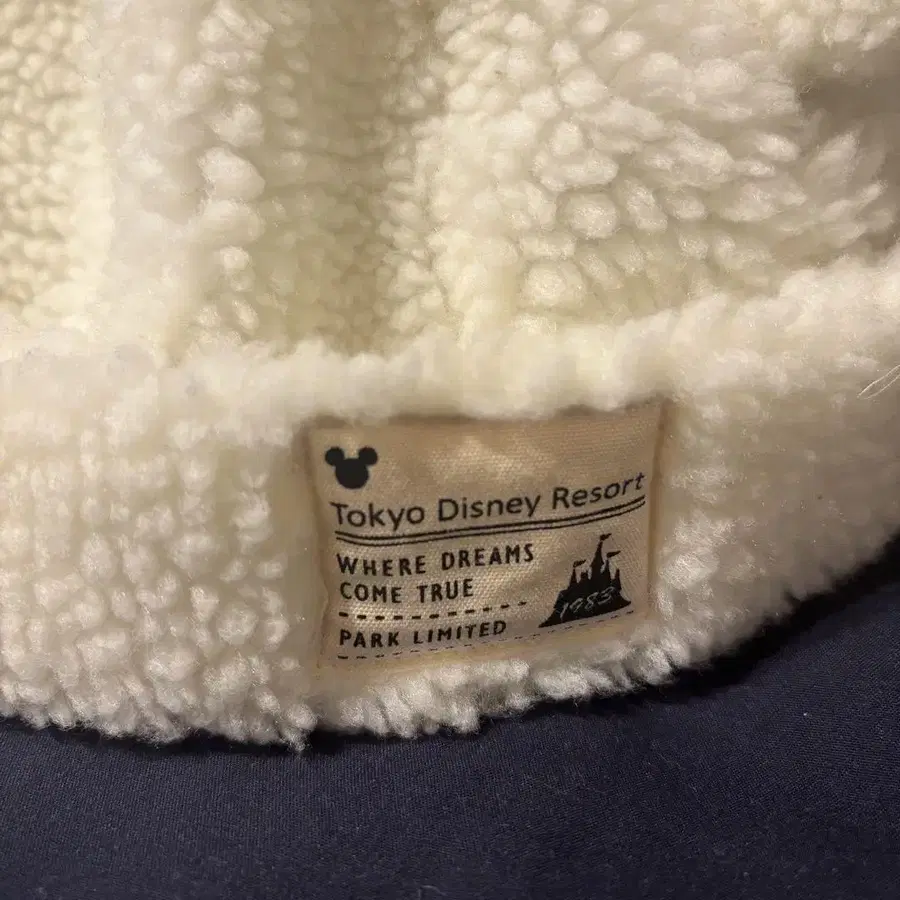 Tokyo Disney Resort
WHERE DREAMS
COME TRUE
1983
PARK LIMITED